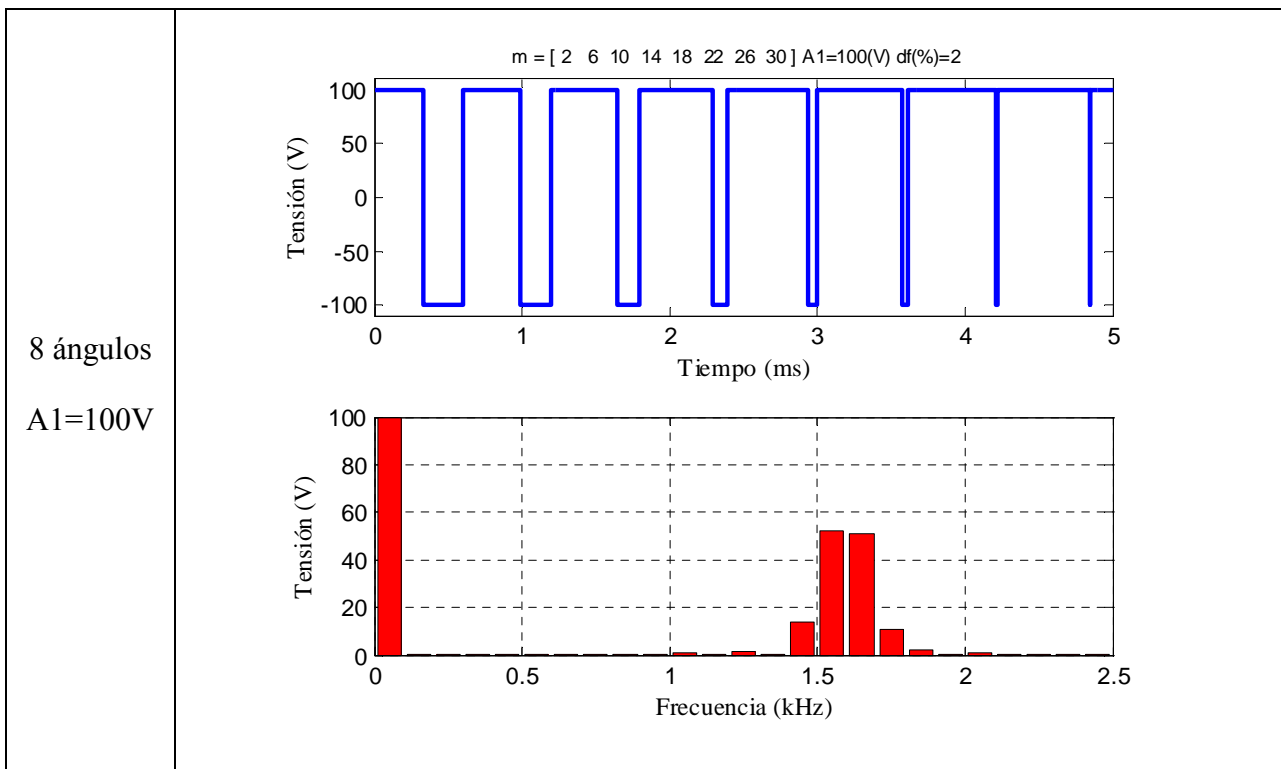 8 ángulos
A1=100V
m = [ 2 6 10 14 18 22 26 30 ] A1=100(V) df(%)=2
Tensión (V)
100
50
0
-50
-100
0 1 2 3 4 5
Tiempo (ms)
Tensión (V)
100
80
60
40
20
0
0 0.5 1 1.5 2 2.5
Frecuencia (kHz)